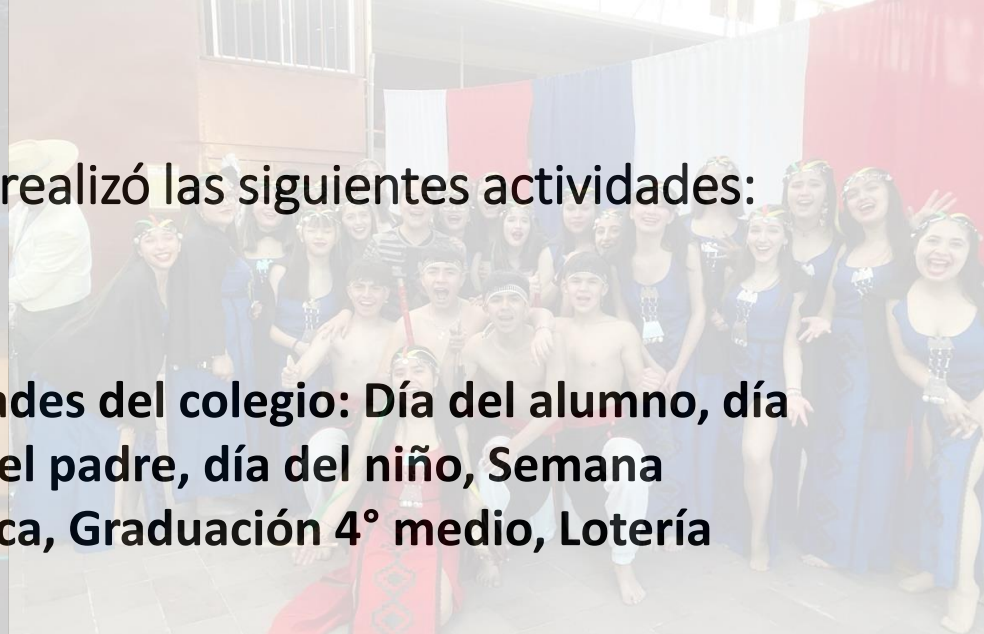 realizó las siguientes actividades:
ades del colegio: Día del alumno, día
el padre, día del niño, Semana
ca, Graduación 4° medio, Lotería